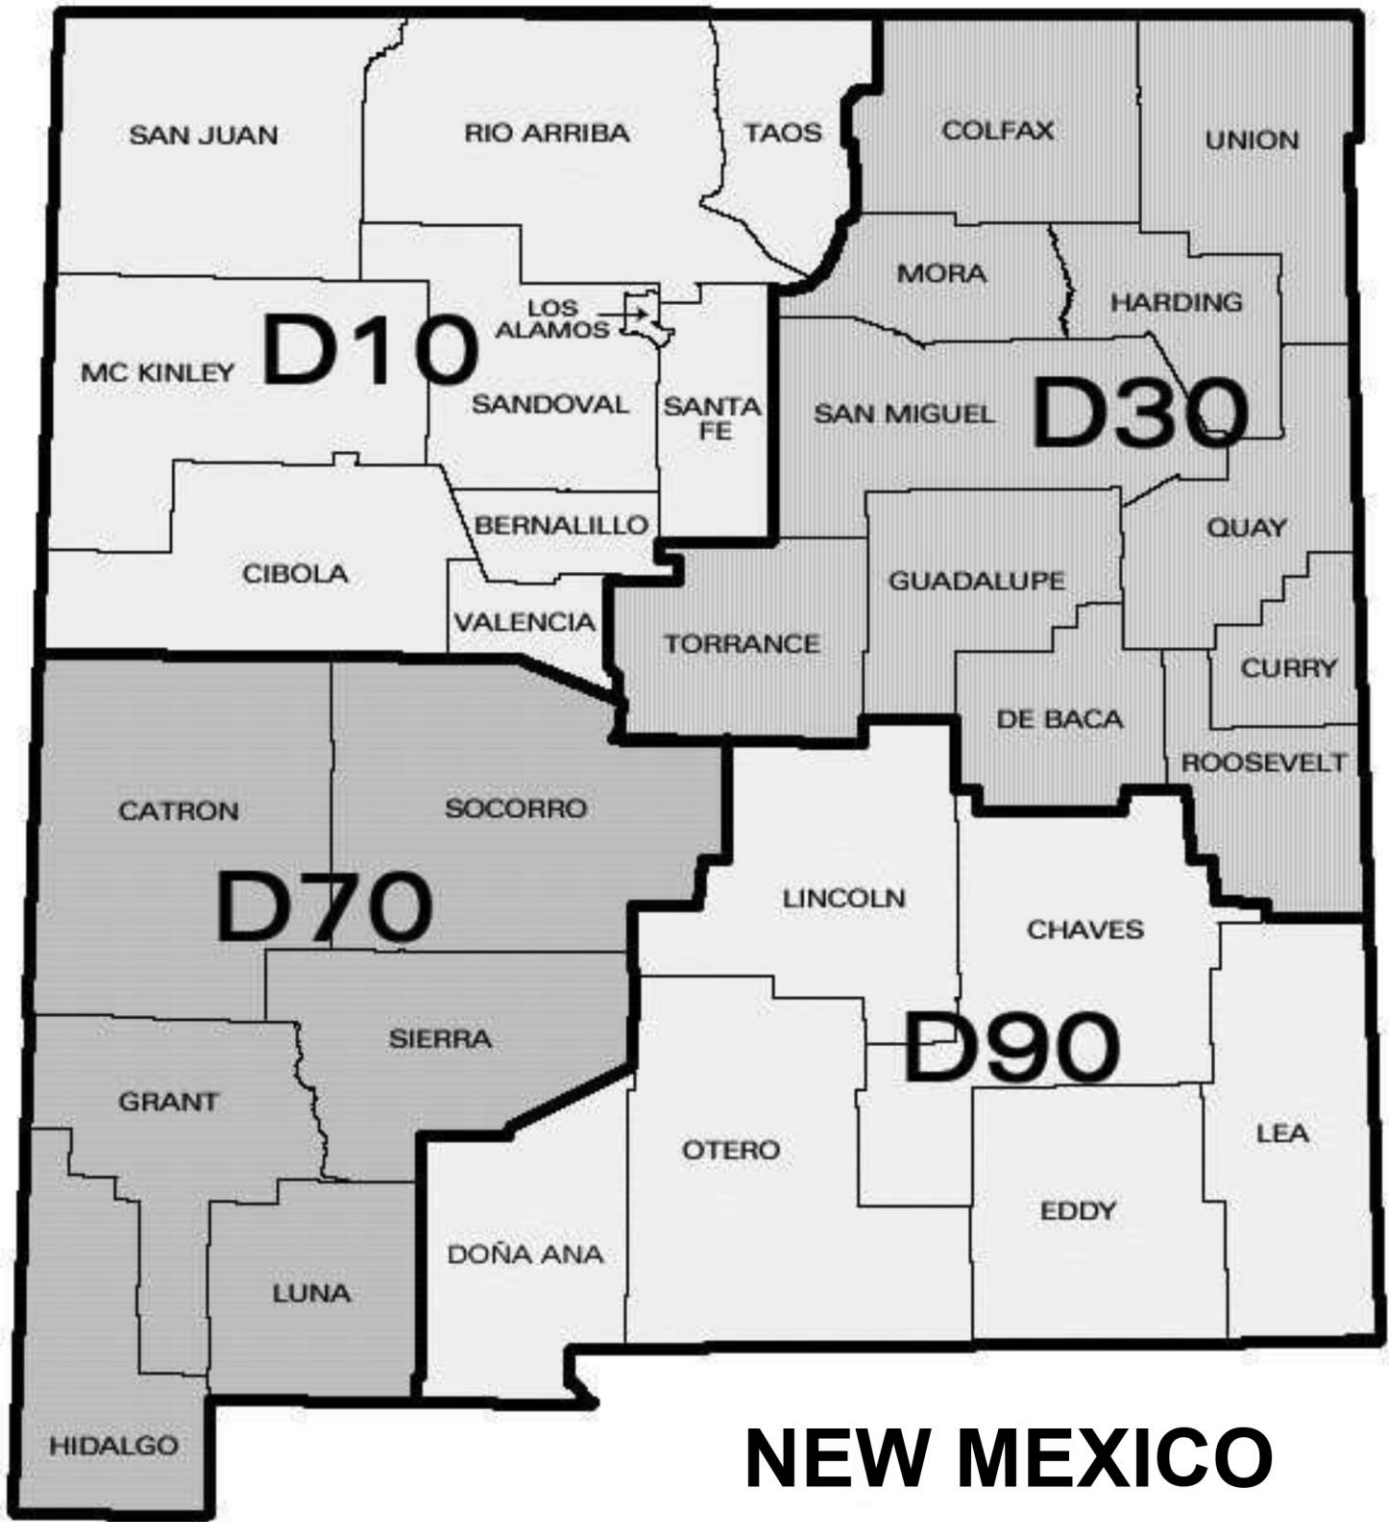 SAN JUAN
RIO ARRIBA
TAOS
COLFAX
UNION
MORA
HARDING
LOS
ALAMOS
D10
MC KINLEY
SANDOVAL
SANTA
FE
SAN MIGUEL
D30
BERNALILLO
QUAY
CIBOLA
GUADALUPE
VALENCIA
TORRANCE
CURRY
DE BACA
ROOSEVELT
CATRON
SOCORRO
D70
LINCOLN
CHAVES
SIERRA
D90
GRANT
OTERO
LEA
EDDY
DOÑA ANA
LUNA
HIDALGO
NEW MEXICO